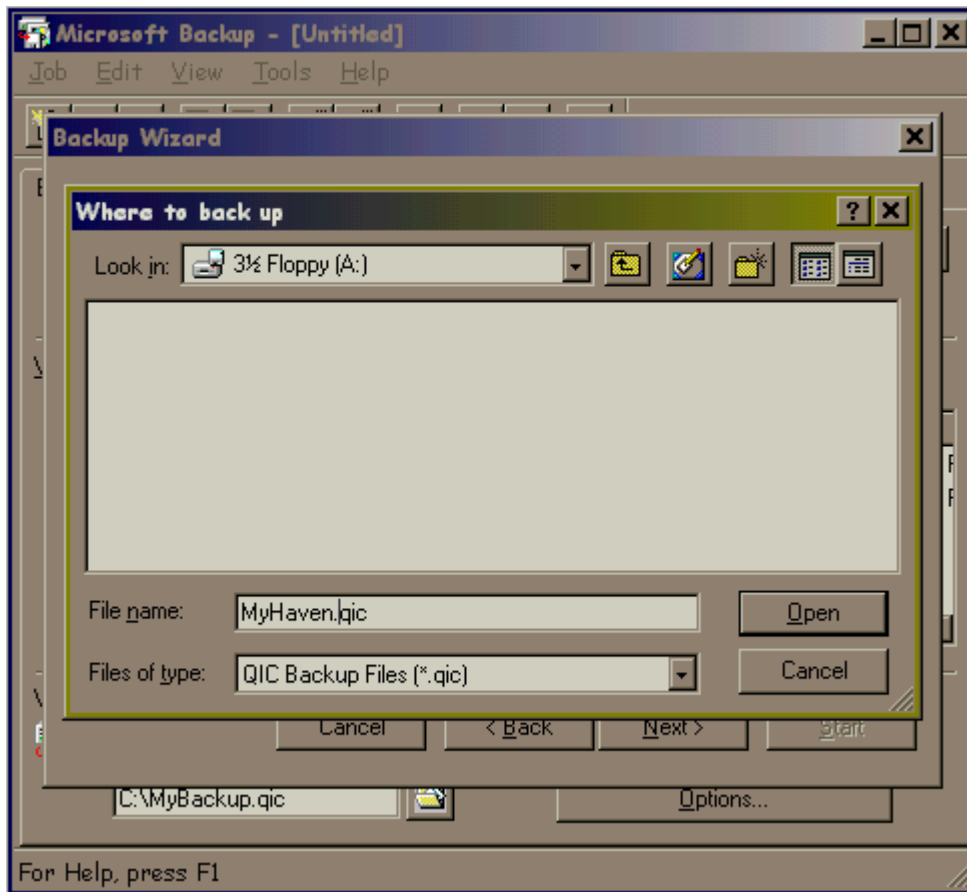 Microsoft Backup - [Untitled]
Job Edit View Tools Help
Backup Wizard
Where to back up
Look in: 3½ Floppy (A:)
File name: MyHaven.qic
Open
Files of type: QIC Backup Files (*.qic)
Cancel
Cancel < Back Next > Start
C:\MyBackup.qic
Options...
For Help, press F1